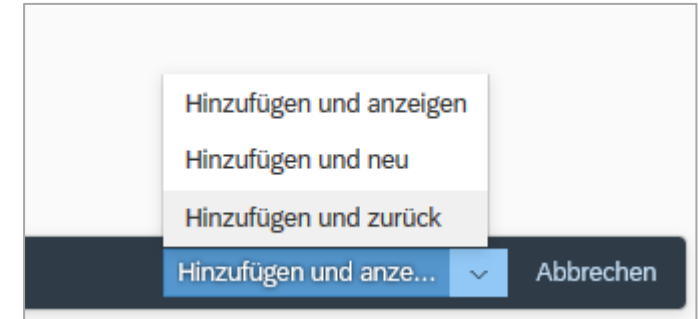 Hinzufügen und anzeigen
Hinzufügen und neu
Hinzufügen und zurück
Hinzufügen und anze... Abbrechen